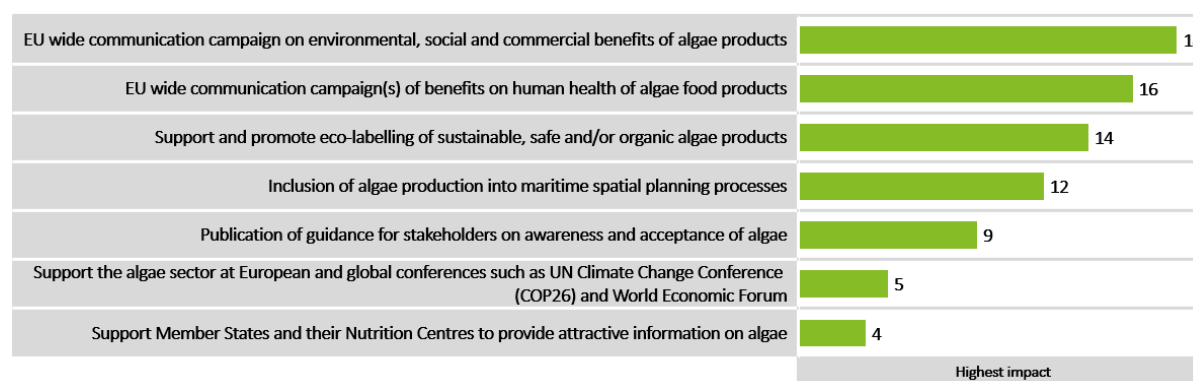 EU wide communication campaign on environmental, social and commercial benefits of algae products
EU wide communication campaign(s) of benefits on human health of algae food products
16
Support and promote eco-labelling of sustainable, safe and/or organic algae products
14
Inclusion of algae production into maritime spatial planning processes
12
Publication of guidance for stakeholders on awareness and acceptance of algae
9
Support the algae sector at European and global conferences such as UN Climate Change Conference
(COP26) and World Economic Forum
5
Support Member States and their Nutrition Centres to provide attractive information on algae
4
Highest impact